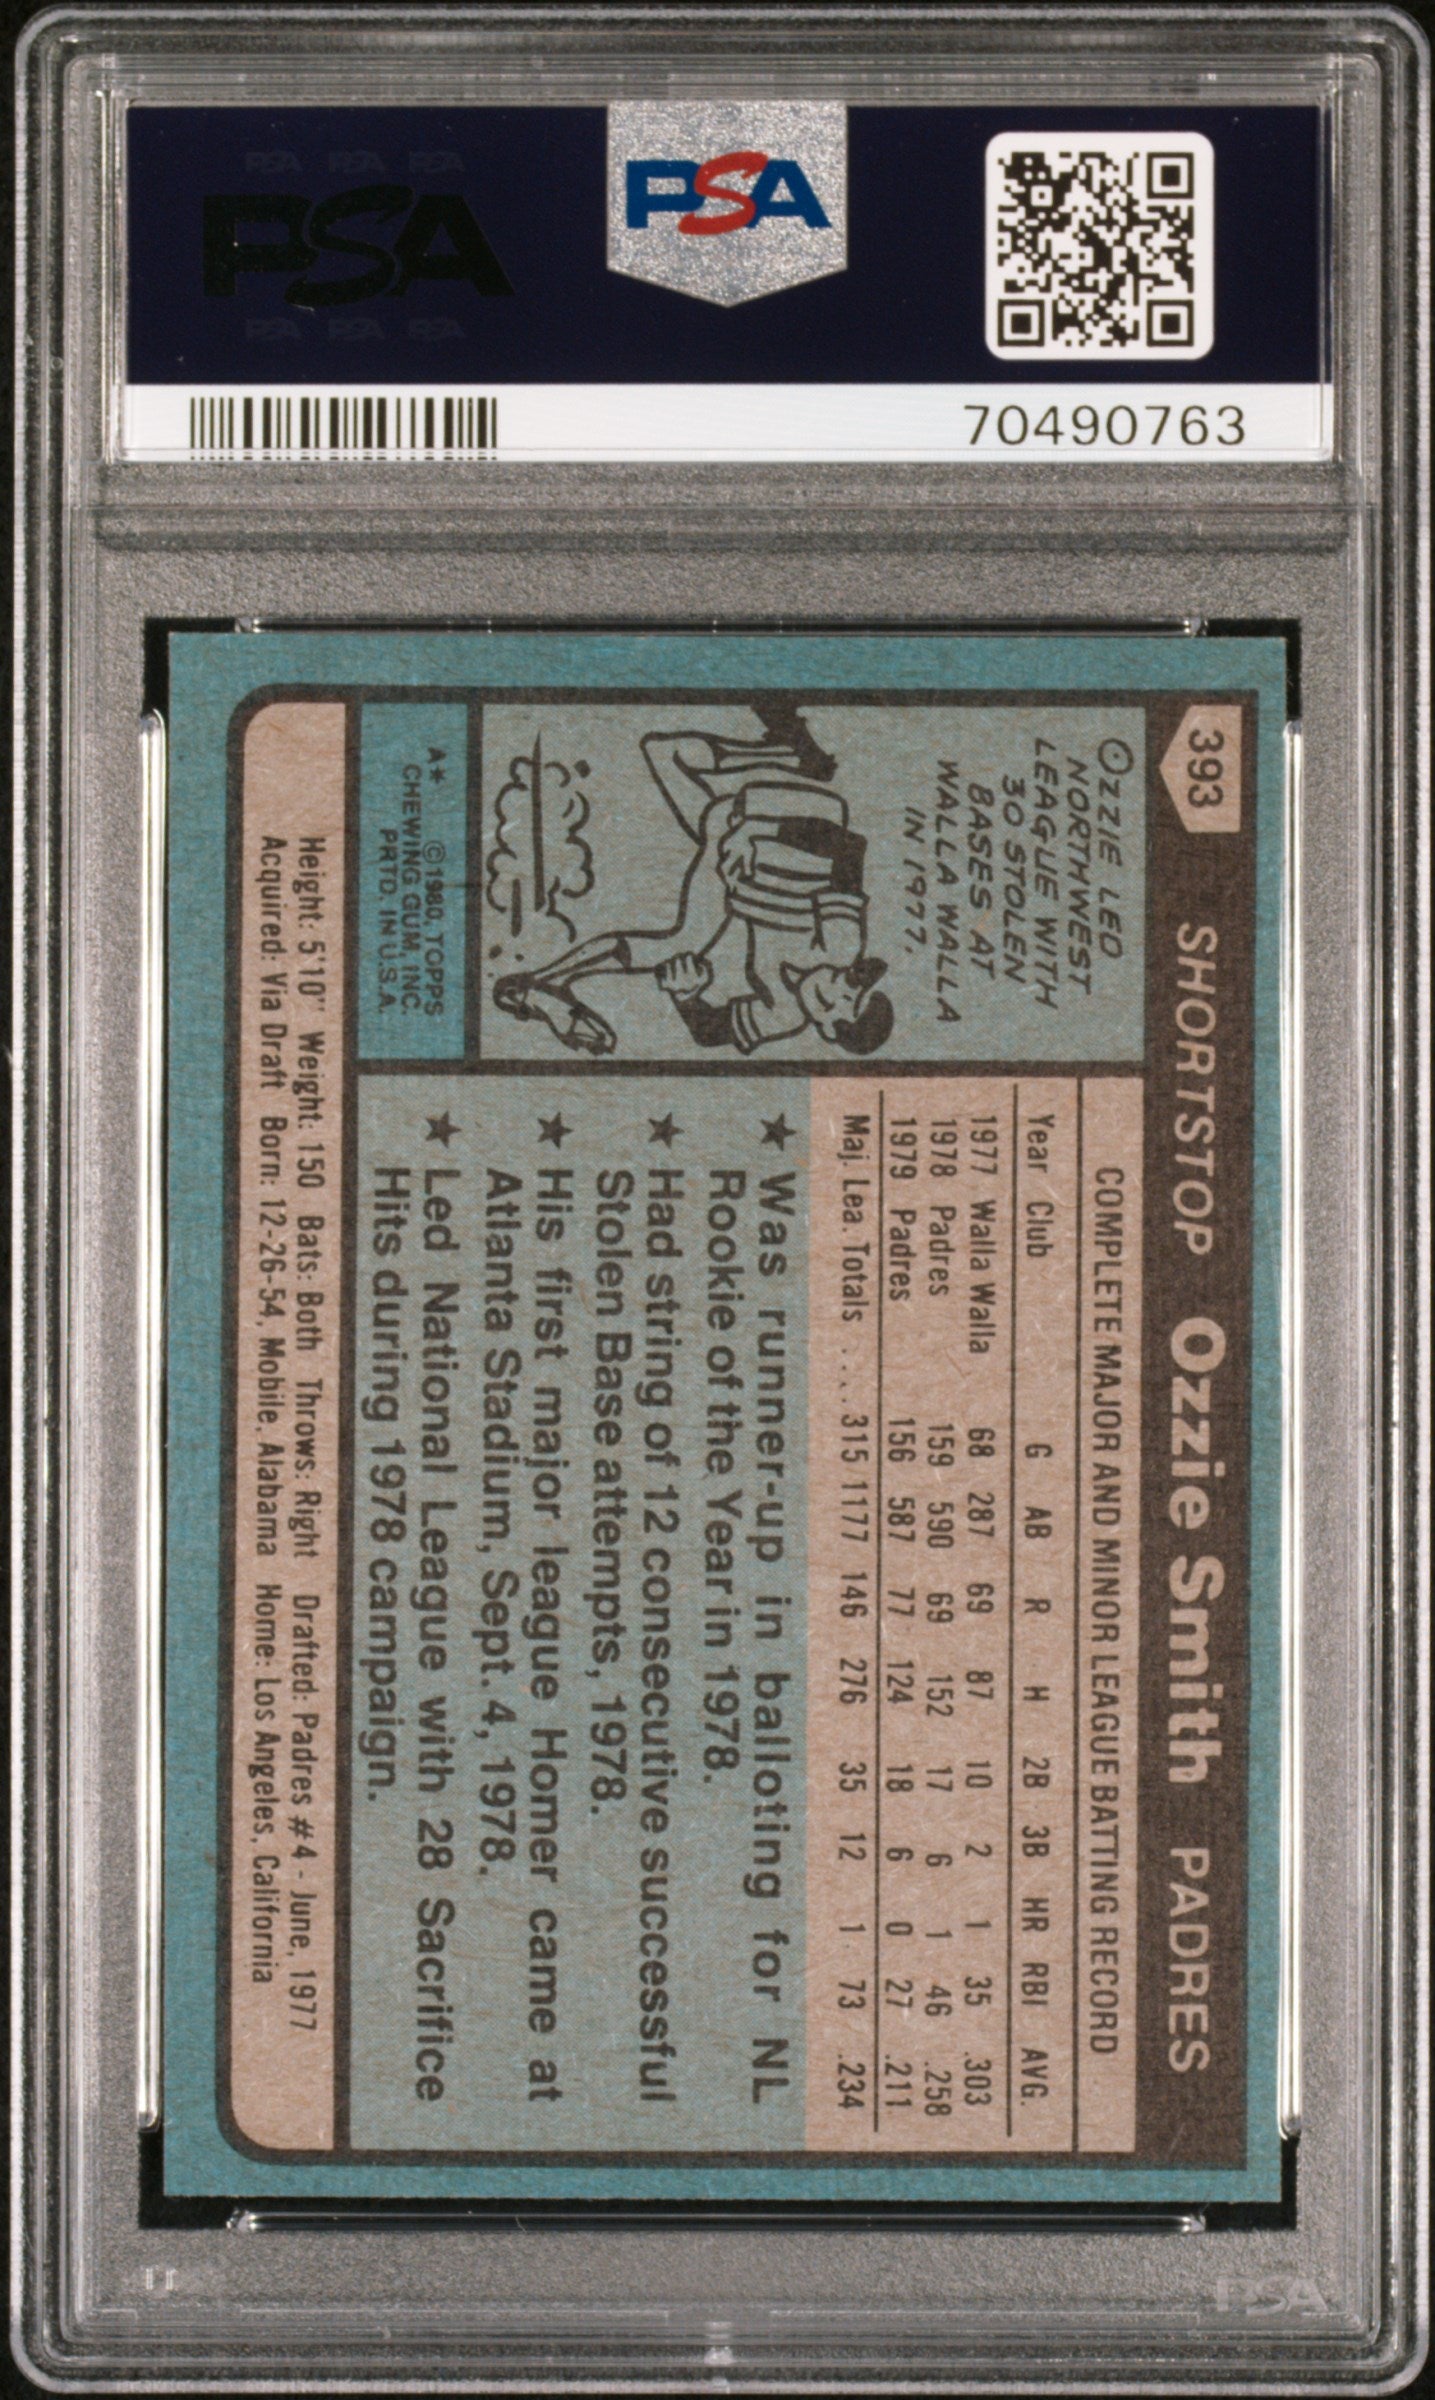 PSA PSA PSA
PSA
PSA PSA PSA
PSA
70490763
393
SHORTSTOP Ozzie Smith PADRES
OZZIE LED
NORTHWEST
LEAGUE WITH
30 STOLEN
BASES AT
WALLA WALLA
IN 1977.
A* ©1980, TOPPS
CHEWING GUM, INC.
PRTD. IN U.S.A.
COMPLETE MAJOR AND MINOR LEAGUE BATTING RECORD
Year Club G AB R H 2B 3B HR RBI AVG.
1977 Walla Walla 68 287 69 87 10 2 1 35 .303
1978 Padres 159 590 69 152 17 6 1 46 .258
1979 Padres 156 587 77 124 18 6 0 27 .211
Maj. Lea. Totals .... 315 1177 146 276 35 12 1 73 .234
★ Was runner-up in balloting for NL
Rookie of the Year in 1978.
★ Had string of 12 consecutive successful
Stolen Base attempts, 1978.
★ His first major league Homer came at
Atlanta Stadium, Sept. 4, 1978.
★ Led National League with 28 Sacrifice
Hits during 1978 campaign.
Height: 5'10" Weight: 150 Bats: Both Throws: Right Drafted: Padres #4 - June, 1977
Acquired: Via Draft Born: 12-26-54, Mobile, Alabama Home: Los Angeles, California
PSA